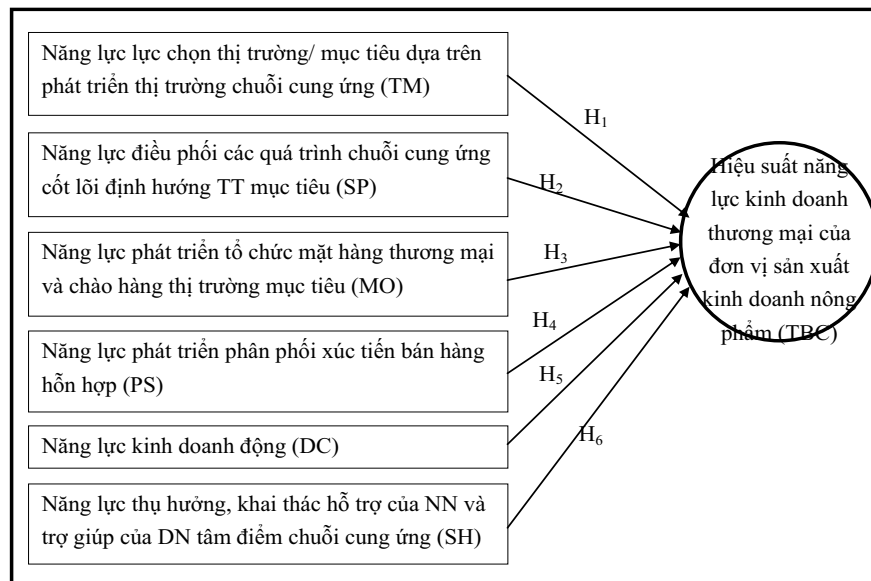 Năng lực lực chọn thị trường/ mục tiêu dựa trên
phát triển thị trường chuỗi cung ứng (TM)
Năng lực điều phối các quá trình chuỗi cung ứng
cốt lõi định hướng TT mục tiêu (SP)
Năng lực phát triển tổ chức mặt hàng thương mại
và chào hàng thị trường mục tiêu (MO)
Năng lực phát triển phân phối xúc tiến bán hàng
hỗn hợp (PS)
Năng lực kinh doanh động (DC)
Năng lực thụ hưởng, khai thác hỗ trợ của NN và
trợ giúp của DN tâm điểm chuỗi cung ứng (SH)
H₁
H₂
H₃
H₄
H₅
H₆
Hiệu suất năng
lực kinh doanh
thương mại của
đơn vị sản xuất
kinh doanh nông
phẩm (TBC)